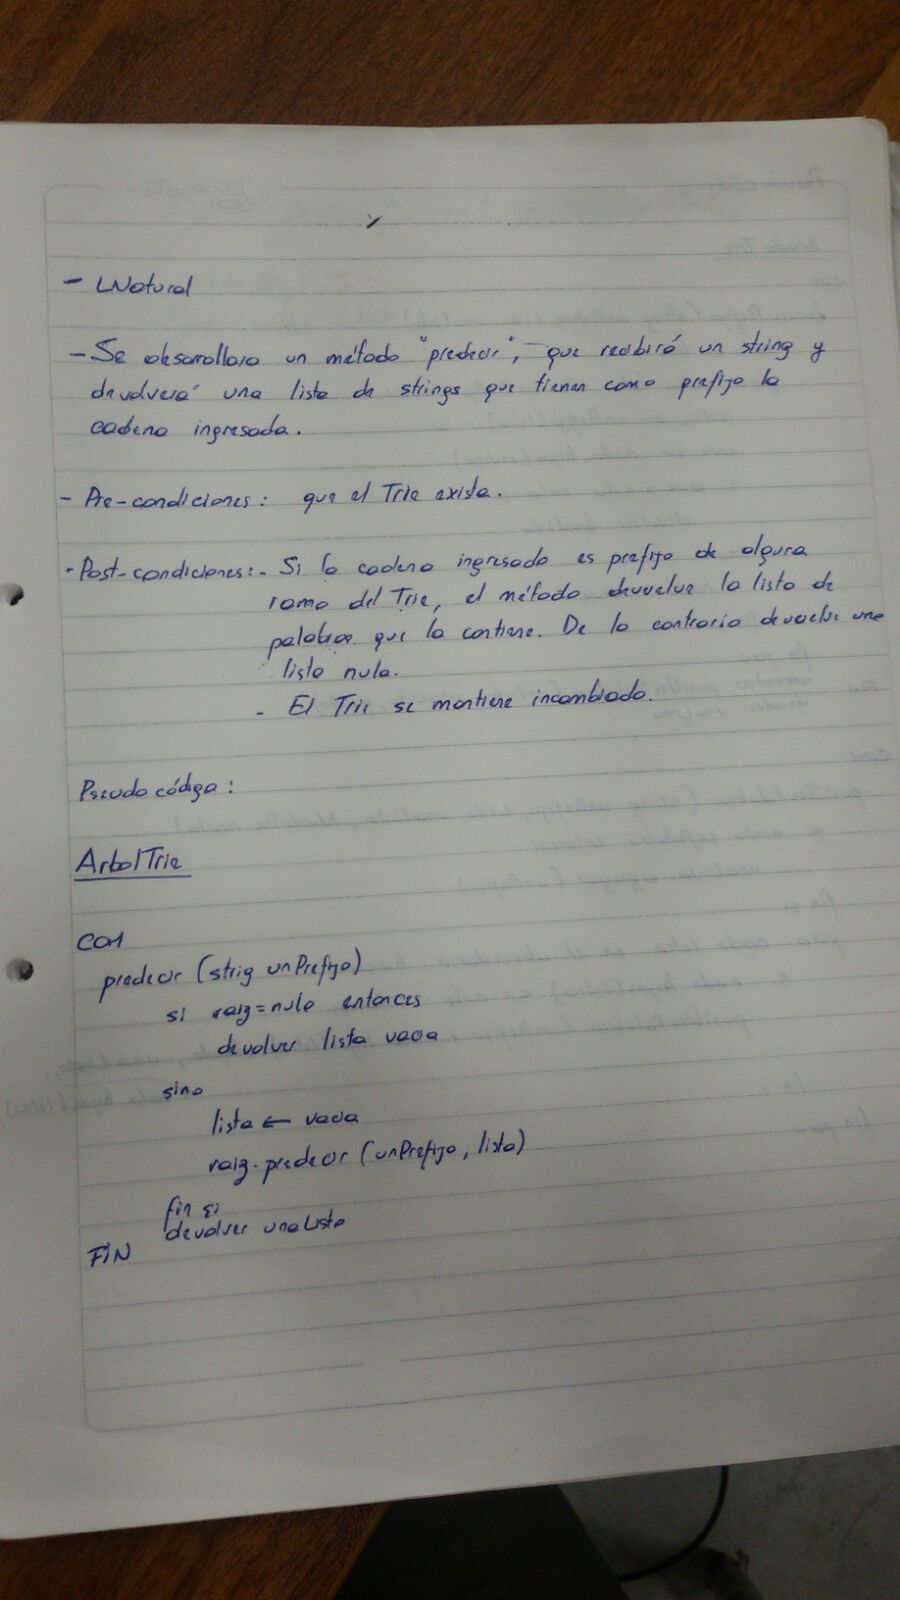 - LNatural
- Se desarrollara un método "predecir", que recibirá un string y
devolverá una lista de strings que tienen como prefijo la
cadena ingresada.
- Pre-condiciones: que el Trie exista.
- Post-condiciones: - Si la cadena ingresada es prefijo de alguna
rama del Trie, el método devuelve la lista de
palabras que la contiene. De lo contrario devuelve una
lista nula.
- El Trie se mantiene incambiado.
Pseudo código:
ArbolTrie
COM
predecir (strig unPrefijo)
si raiz = nulo entonces
devolver lista vacia
sino
lista ← vacia
raiz.predecir (unPrefijo, lista)
fin si
devolver unaLista
FIN